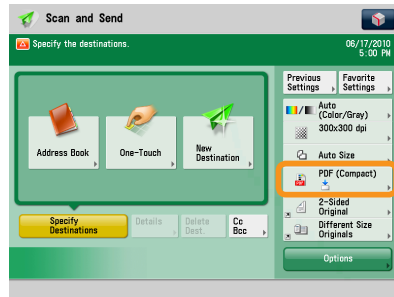 Scan and Send
Specify the destinations.
06/17/2010
5:00 PM
Previous
Settings
Favorite
Settings
Auto
(Color/Gray)
300x300 dpi
Auto Size
PDF (Compact)
2-Sided
Original
Different Size
Originals
Options
Address Book
One-Touch
New
Destination
Specify
Destinations
Details
Delete
Dest.
Cc
Bcc